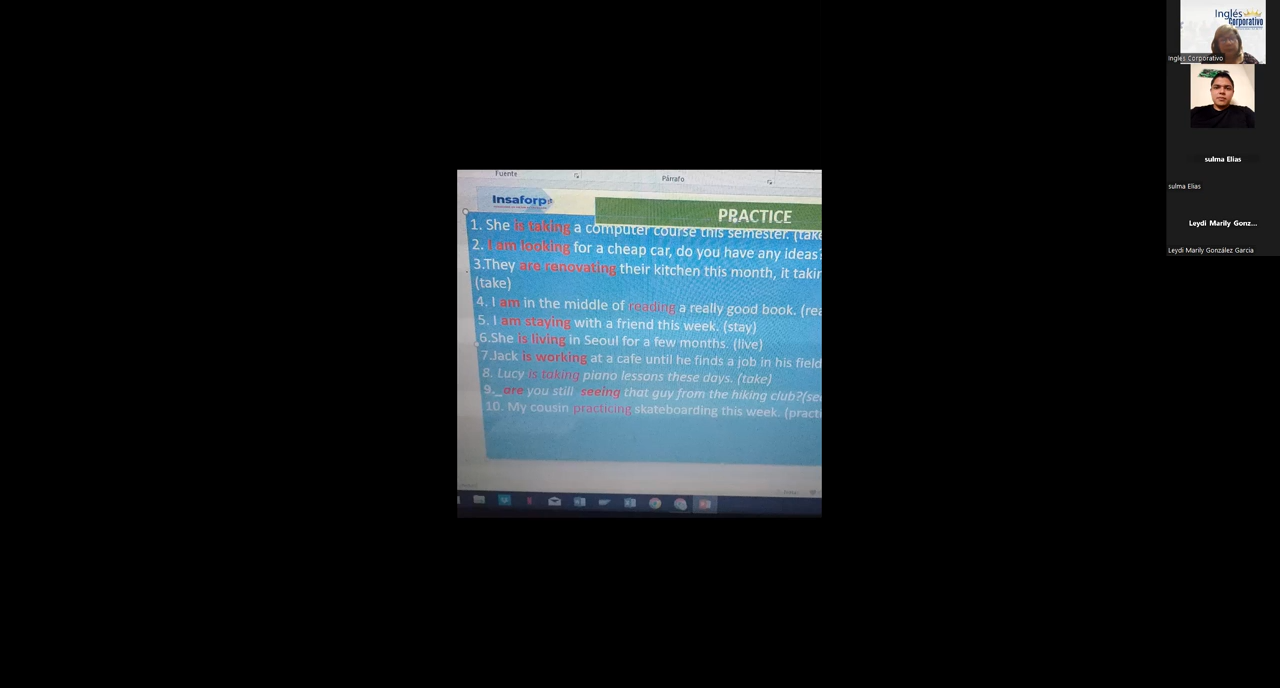 Inglés
Corporativo
Ingles Corporativo
sulma Elias
sulma Elias
Leydi Marily Gonz...
Leydi Marily González Garcia
Fuente
Párrafo
Insaforp
PRACTICE
1. She is taking a computer course this semester. (take
2. I am looking for a cheap car, do you have any ideas?
3.They are renovating their kitchen this month, it takin
(take)
4. I am in the middle of reading a really good book. (rea
5. I am staying with a friend this week. (stay)
6.She is living in Seoul for a few months. (live)
7.Jack is working at a cafe until he finds a job in his field
8. Lucy is taking piano lessons these days. (take)
9._are you still seeing that guy from the hiking club?(see
10. My cousin practicing skateboarding this week. (pract